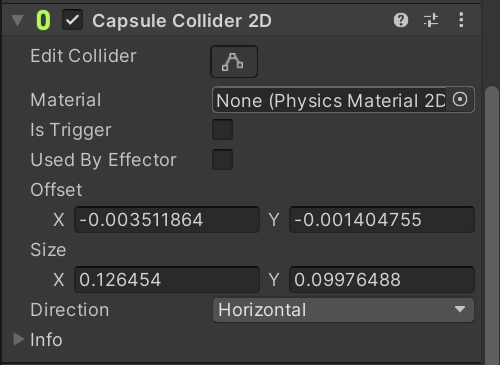 Capsule Collider 2D
Edit Collider
Material None (Physics Material 2D
Is Trigger
Used By Effector
Offset
X -0.003511864 Y -0.001404755
Size
X 0.126454 Y 0.09976488
Direction Horizontal
Info